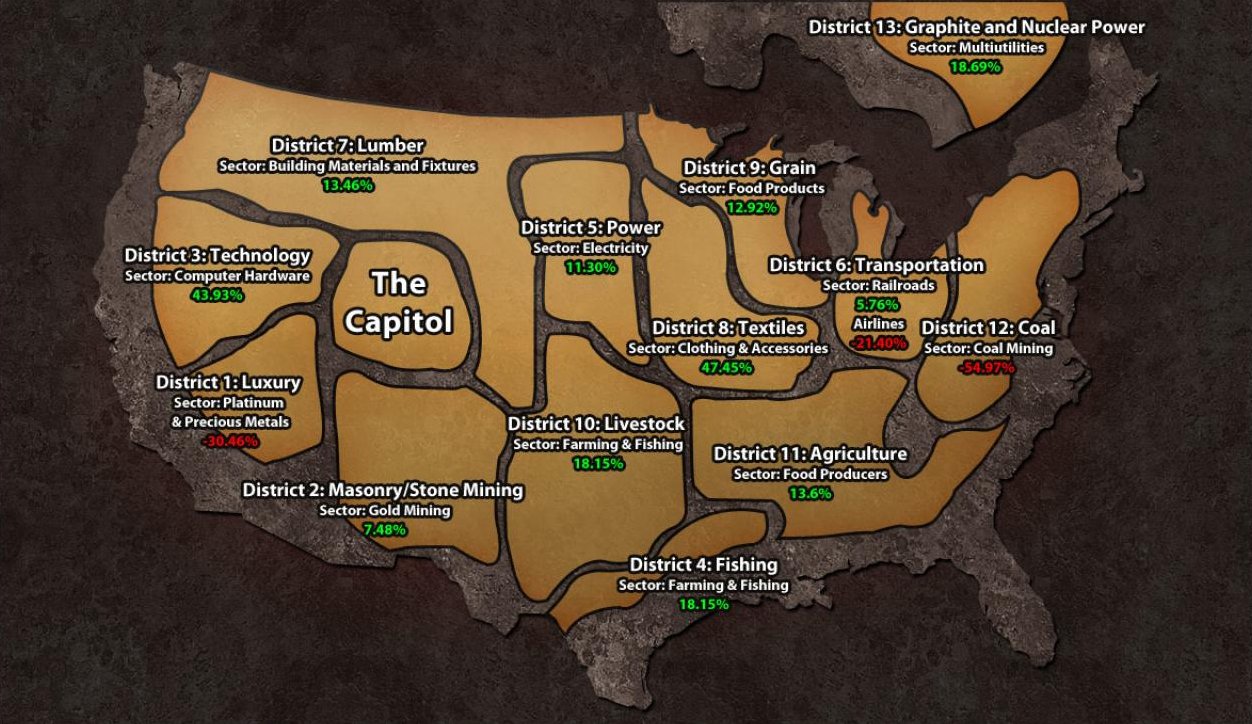 District 13: Graphite and Nuclear Power
Sector: Multiutilities
18.69%
District 7: Lumber
Sector: Building Materials and Fixtures
13.46%
District 9: Grain
Sector: Food Products
12.92%
District 5: Power
Sector: Electricity
11.30%
District 3: Technology
Sector: Computer Hardware
43.93%
The
Capitol
District 6: Transportation
Sector: Railroads
5.76%
Airlines
-21.40%
District 8: Textiles
Sector: Clothing & Accessories
47.45%
District 12: Coal
Sector: Coal Mining
-54.97%
District 1: Luxury
Sector: Platinum
& Precious Metals
-30.46%
District 10: Livestock
Sector: Farming & Fishing
18.15%
District 11: Agriculture
Sector: Food Producers
13.6%
District 2: Masonry/Stone Mining
Sector: Gold Mining
7.48%
District 4: Fishing
Sector: Farming & Fishing
18.15%